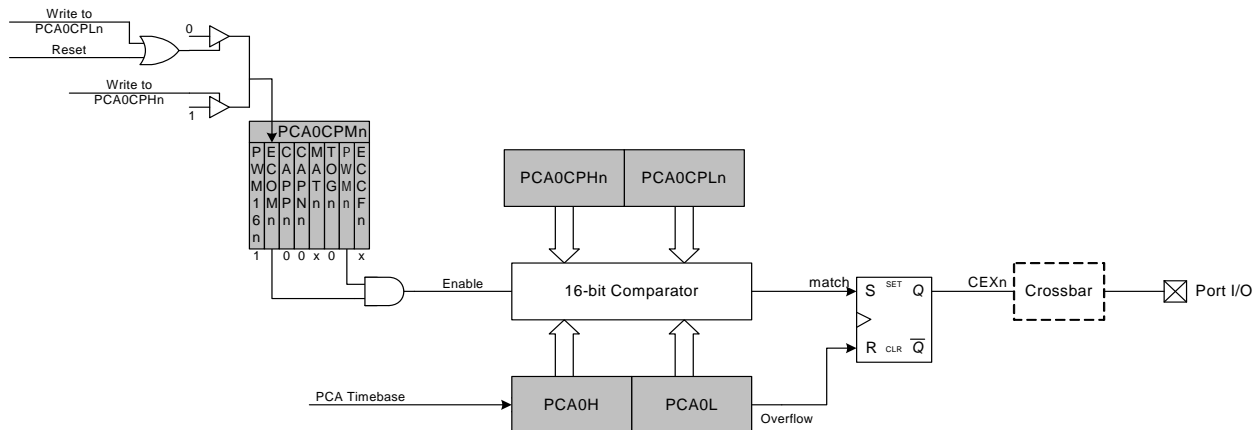 Write to
PCA0CPLn
Reset
0
Write to
PCA0CPHn
1
PCA0CPMn
PWM16n ECOMn CAPPn CAPNn MATn TOGn PWMn ECCFn
1 0 0 x 0 x
PCA0CPHn PCA0CPLn
Enable
16-bit Comparator
match
S SET Q
R CLR Q
CEXn
Crossbar
Port I/O
PCA Timebase
PCA0H PCA0L
Overflow